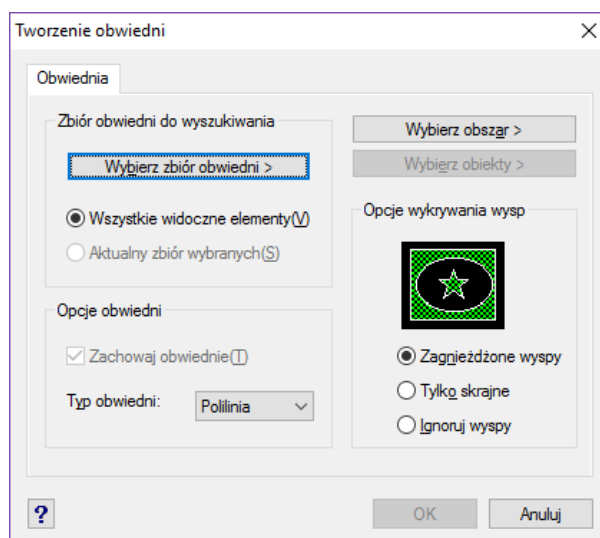 Tworzenie obwiedni
Obwiednia
Zbiór obwiedni do wyszukiwania
Wybierz zbiór obwiedni >
Wszystkie widoczne elementy(V)
Aktualny zbiór wybranych(S)
Opcje obwiedni
Zachowaj obwiednie(T)
Typ obwiedni:
Polilinia
Wybierz obszar >
Wybierz obiekty >
Opcje wykrywania wysp
Zagnieżdżone wyspy
Tylko skrajne
Ignoruj wyspy
?
OK
Anuluj